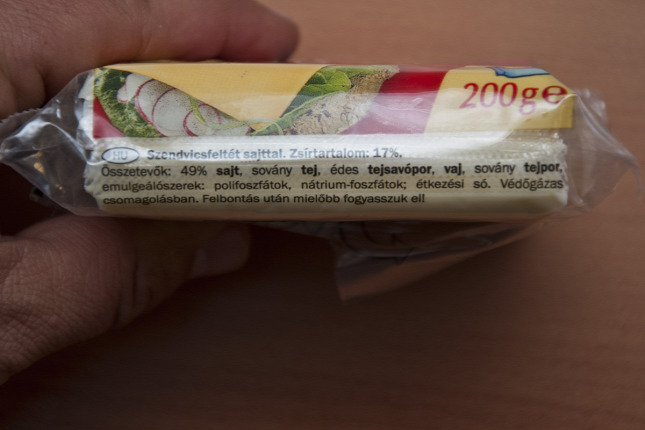 200g℮
HU Szendvicsfeltét sajttal. Zsírtartalom: 17%.
Összetevők: 49% sajt, sovány tej, édes tejsavópor, vaj, sovány tejpor,
emulgeálószerek: polifoszfátok, nátrium-foszfátok; étkezési só. Védőgázas
csomagolásban. Felbontás után mielőbb fogyasszuk el!